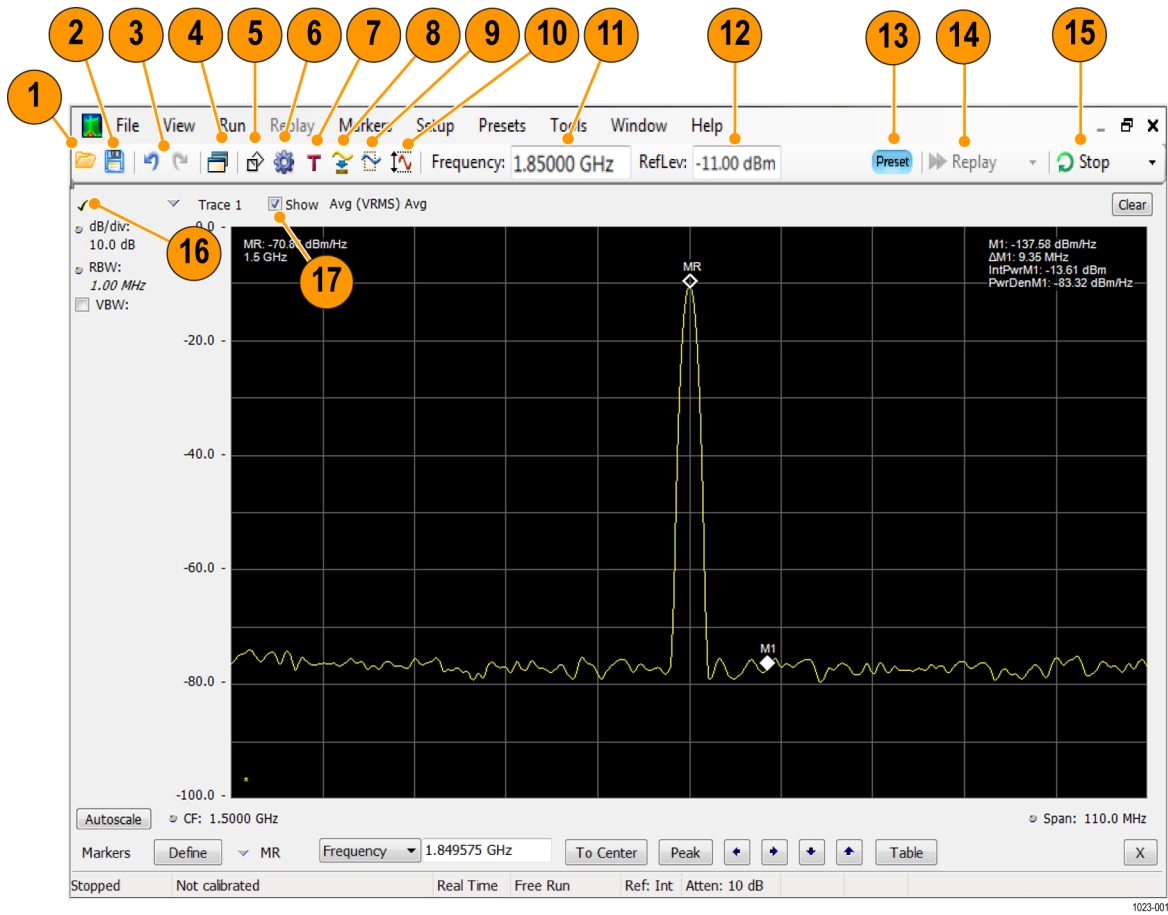 2 3 4 5 6 7 8 9 10 11 12 13 14 15
1
File View Run Replay Markers Setup Presets Tools Window Help
T Frequency: 1.85000 GHz RefLev: -11.00 dBm Preset Replay Stop
Trace 1 Show Avg (VRMS) Avg Clear
16
17
dB/div:
10.0 dB
RBW:
1.00 MHz
VBW:
0.0 -
-20.0 -
-40.0 -
-60.0 -
-80.0 -
-100.0 -
MR: dBm/Hz
1.5 GHz
MR
M1: -137.58 dBm/Hz
ΔM1: 9.35 MHz
IntPwrM1: -13.61 dBm
PwrDenM1: -83.32 dBm/Hz
M1
*
Autoscale CF: 1.5000 GHz Span: 110.0 MHz
Markers Define MR Frequency 1.849575 GHz To Center Peak Table X
Stopped Not calibrated Real Time Free Run Ref: Int Atten: 10 dB
1023-001